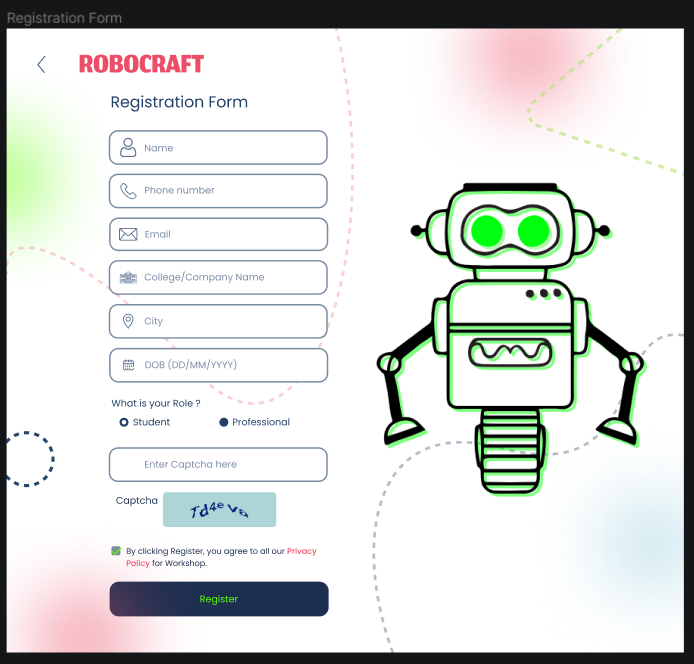 Registration Form
ROBOCRAFT
Registration Form
Name
Phone number
Email
College/Company Name
City
DOB (DD/MM/YYYY)
What is your Role ?
Student Professional
Enter Captcha here
Captcha Td4eva
By clicking Register, you agree to all our Privacy
Policy for Workshop.
Register